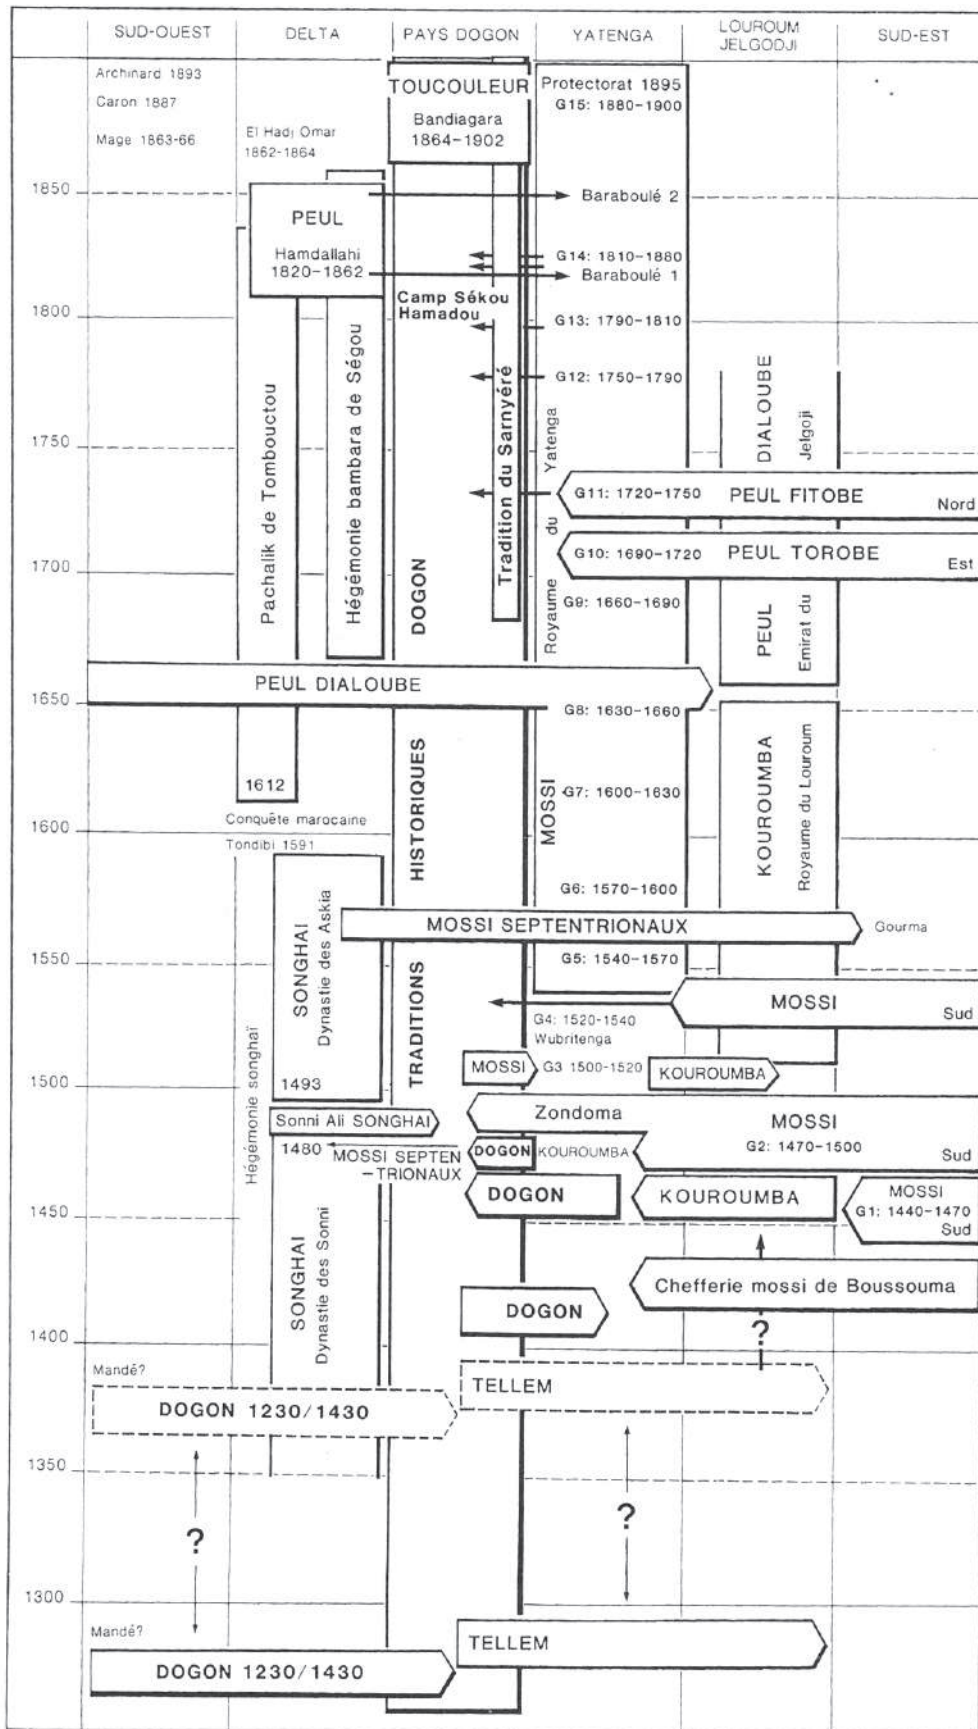 SUD-OUEST
DELTA
PAYS DOGON
YATENGA
LOUROUM
JELGODJI
SUD-EST
Archinard 1893
Caron 1887
Mage 1863-66
El Hadj Omar
1862-1864
TOUCOULEUR
Bandiagara
1864-1902
Protectorat 1895
G15: 1880-1900
1850
PEUL
Hamdallahi
1820-1862
Baraboulé 2
G14: 1810-1880
Baraboulé 1
Camp Sékou
Hamadou
1800
G13: 1790-1810
G12: 1750-1790
Pachalik de Tombouctou
Hégémonie bambara de Ségou
Tradition du Sarnyéré
Royaume du Yatenga
DIALOUBE
Jelgoji
1750
G11: 1720-1750
PEUL FITOBE
Nord
G10: 1690-1720
PEUL TOROBE
Est
1700
DOGON
G9: 1660-1690
PEUL
Emirat du
PEUL DIALOUBE
1650
G8: 1630-1660
1612
HISTORIQUES
MOSSI
G7: 1600-1630
KOUROUMBA
Royaume du Louroum
Conquête marocaine
1600
Tondibi 1591
G6: 1570-1600
SONGHAI
Dynastie des Askia
MOSSI SEPTENTRIONAUX
Gourma
1550
TRADITIONS
G5: 1540-1570
MOSSI
Sud
G4: 1520-1540
Wubritenga
MOSSI
G3 1500-1520
KOUROUMBA
1500
1493
Hégémonie songhaï
Sonni Ali SONGHAI
Zondoma
MOSSI
G2: 1470-1500
Sud
1480
MOSSI SEPTEN
-TRIONAUX
DOGON
KOUROUMBA
DOGON
KOUROUMBA
MOSSI
G1: 1440-1470
Sud
1450
SONGHAI
Dynastie des Sonni
Chefferie mossi de Boussouma
DOGON
?
1400
Mandé?
DOGON 1230/1430
TELLEM
1350
?
?
1300
Mandé?
TELLEM
DOGON 1230/1430